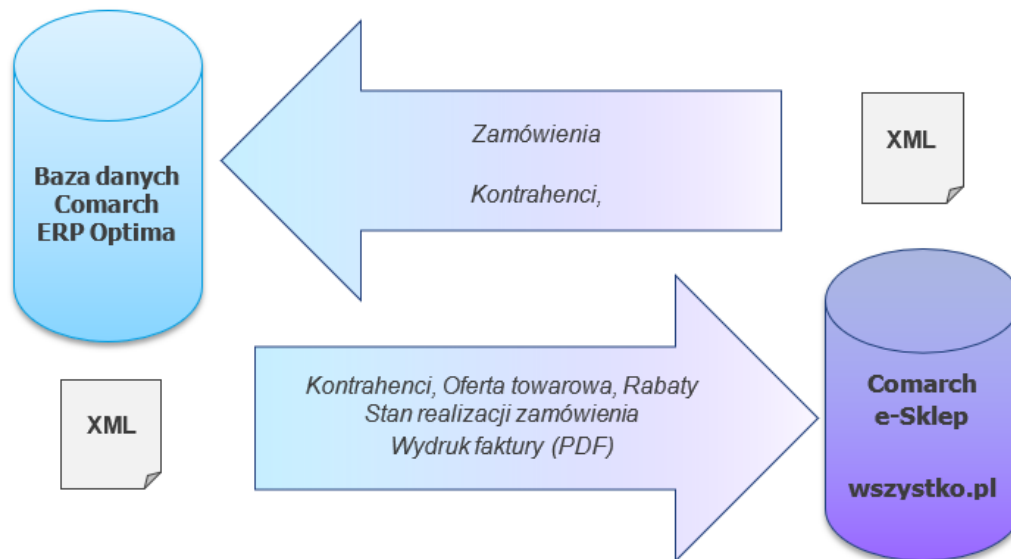 Baza danych
Comarch
ERP Optima
Zamówienia
Kontrahenci,
XML
XML
Kontrahenci, Oferta towarowa, Rabaty
Stan realizacji zamówienia
Wydruk faktury (PDF)
Comarch
e-Sklep
wszystko.pl